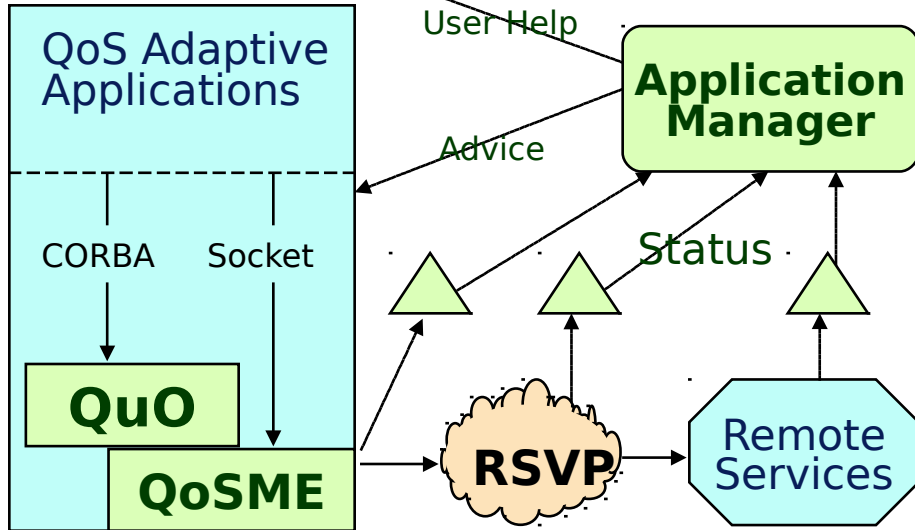 User Help
QoS Adaptive
Applications
Application
Manager
Advice
CORBA
Socket
Status
QuO
QoSME
RSVP
Remote
Services